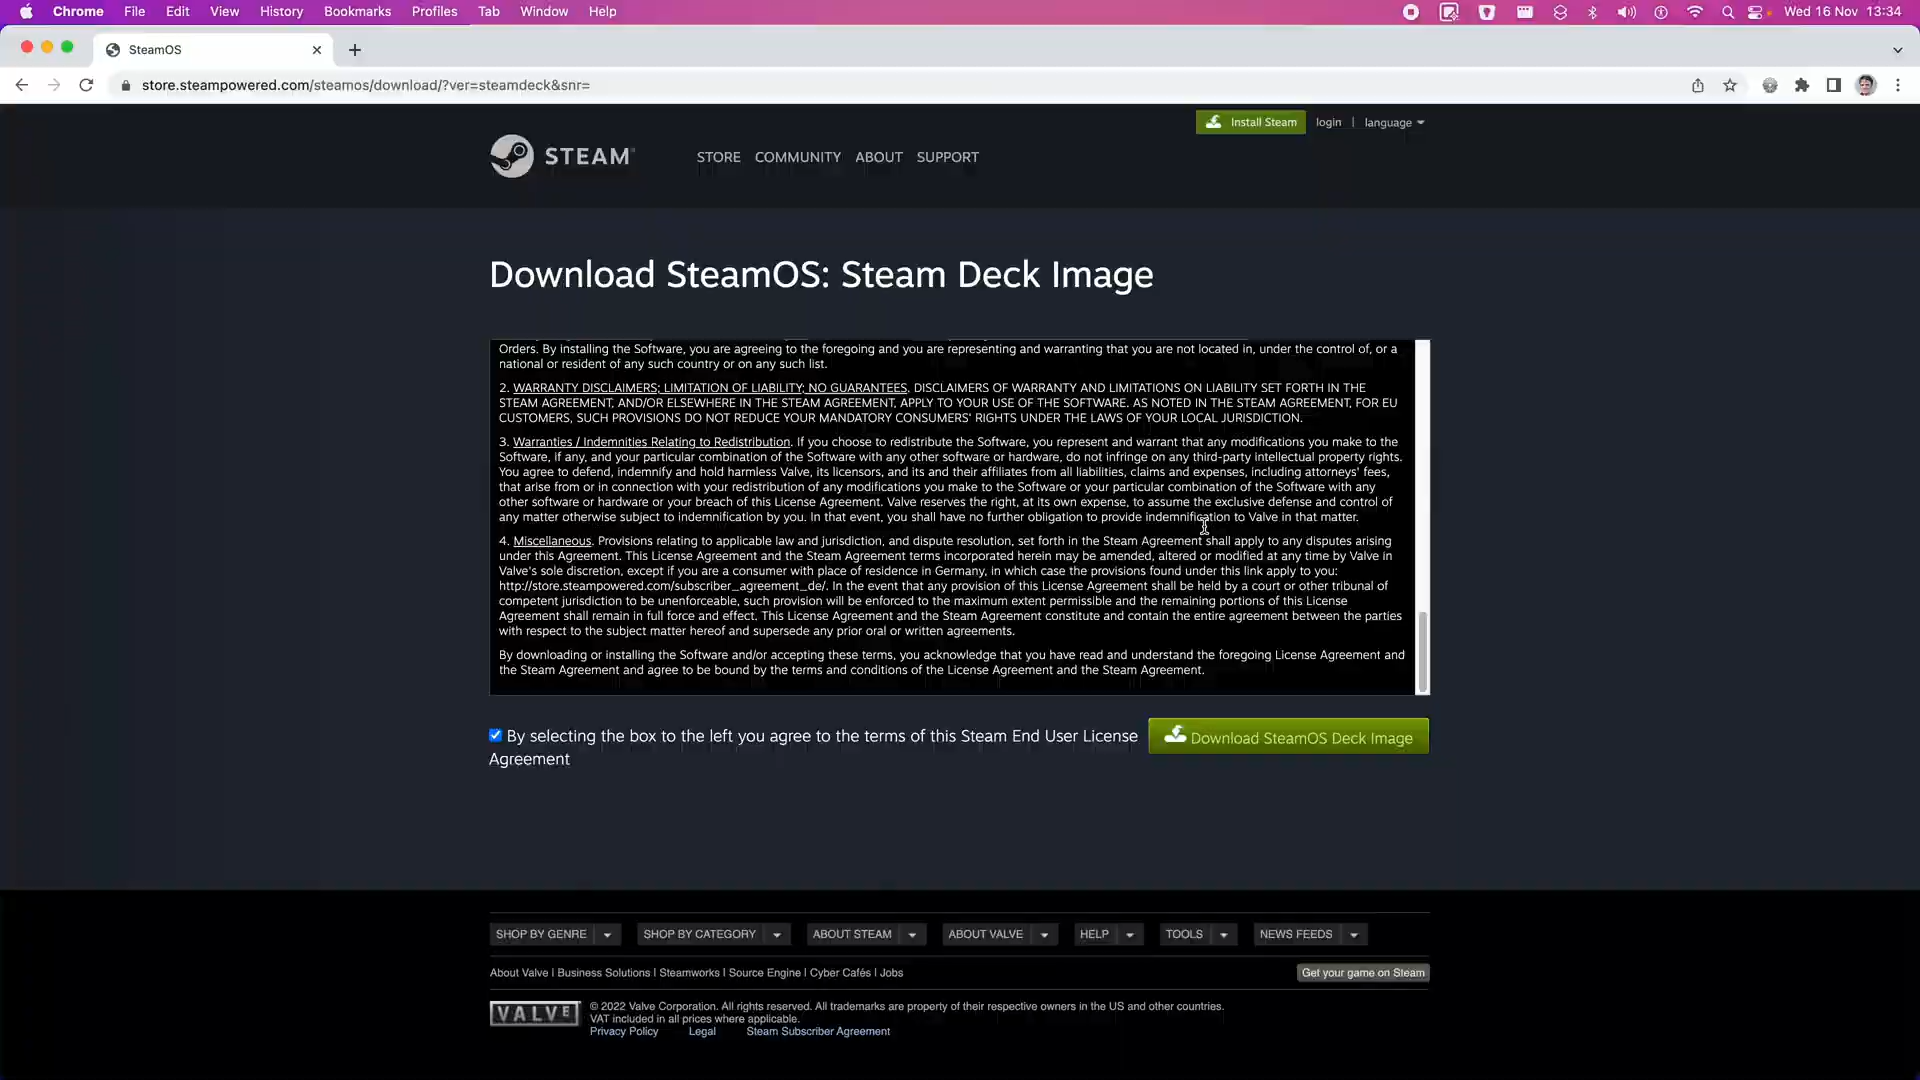 Chrome File Edit View History Bookmarks Profiles Tab Window Help Wed 16 Nov 13:34
SteamOS
store.steampowered.com/steamos/download/?ver=steamdeck&snr=
Install Steam login | language
STEAM STORE COMMUNITY ABOUT SUPPORT
Download SteamOS: Steam Deck Image
Orders. By installing the Software, you are agreeing to the foregoing and you are representing and warranting that you are not located in, under the control of, or a
national or resident of any such country or on any such list.
2. WARRANTY DISCLAIMERS; LIMITATION OF LIABILITY; NO GUARANTEES. DISCLAIMERS OF WARRANTY AND LIMITATIONS ON LIABILITY SET FORTH IN THE
STEAM AGREEMENT, AND/OR ELSEWHERE IN THE STEAM AGREEMENT, APPLY TO YOUR USE OF THE SOFTWARE. AS NOTED IN THE STEAM AGREEMENT, FOR EU
CUSTOMERS, SUCH PROVISIONS DO NOT REDUCE YOUR MANDATORY CONSUMERS' RIGHTS UNDER THE LAWS OF YOUR LOCAL JURISDICTION.
3. Warranties / Indemnities Relating to Redistribution. If you choose to redistribute the Software, you represent and warrant that any modifications you make to the
Software, if any, and your particular combination of the Software with any other software or hardware, do not infringe on any third-party intellectual property rights.
You agree to defend, indemnify and hold harmless Valve, its licensors, and its and their affiliates from all liabilities, claims and expenses, including attorneys' fees,
that arise from or in connection with your redistribution of any modifications you make to the Software or your particular combination of the Software with any
other software or hardware or your breach of this License Agreement. Valve reserves the right, at its own expense, to assume the exclusive defense and control of
any matter otherwise subject to indemnification by you. In that event, you shall have no further obligation to provide indemnification to Valve in that matter.
4. Miscellaneous. Provisions relating to applicable law and jurisdiction, and dispute resolution, set forth in the Steam Agreement shall apply to any disputes arising
under this Agreement. This License Agreement and the Steam Agreement terms incorporated herein may be amended, altered or modified at any time by Valve in
Valve's sole discretion, except if you are a consumer with place of residence in Germany, in which case the provisions found under this link apply to you:
http://store.steampowered.com/subscriber_agreement_de/. In the event that any provision of this License Agreement shall be held by a court or other tribunal of
competent jurisdiction to be unenforceable, such provision will be enforced to the maximum extent permissible and the remaining portions of this License
Agreement shall remain in full force and effect. This License Agreement and the Steam Agreement constitute and contain the entire agreement between the parties
with respect to the subject matter hereof and supersede any prior oral or written agreements.
By downloading or installing the Software and/or accepting these terms, you acknowledge that you have read and understand the foregoing License Agreement and
the Steam Agreement and agree to be bound by the terms and conditions of the License Agreement and the Steam Agreement.
By selecting the box to the left you agree to the terms of this Steam End User License
Agreement
Download SteamOS Deck Image
SHOP BY GENRE SHOP BY CATEGORY ABOUT STEAM ABOUT VALVE HELP TOOLS NEWS FEEDS
About Valve | Business Solutions | Steamworks | Source Engine | Cyber Cafés | Jobs
Get your game on Steam
VALVE
© 2022 Valve Corporation. All rights reserved. All trademarks are property of their respective owners in the US and other countries.
VAT included in all prices where applicable.
Privacy Policy Legal Steam Subscriber Agreement